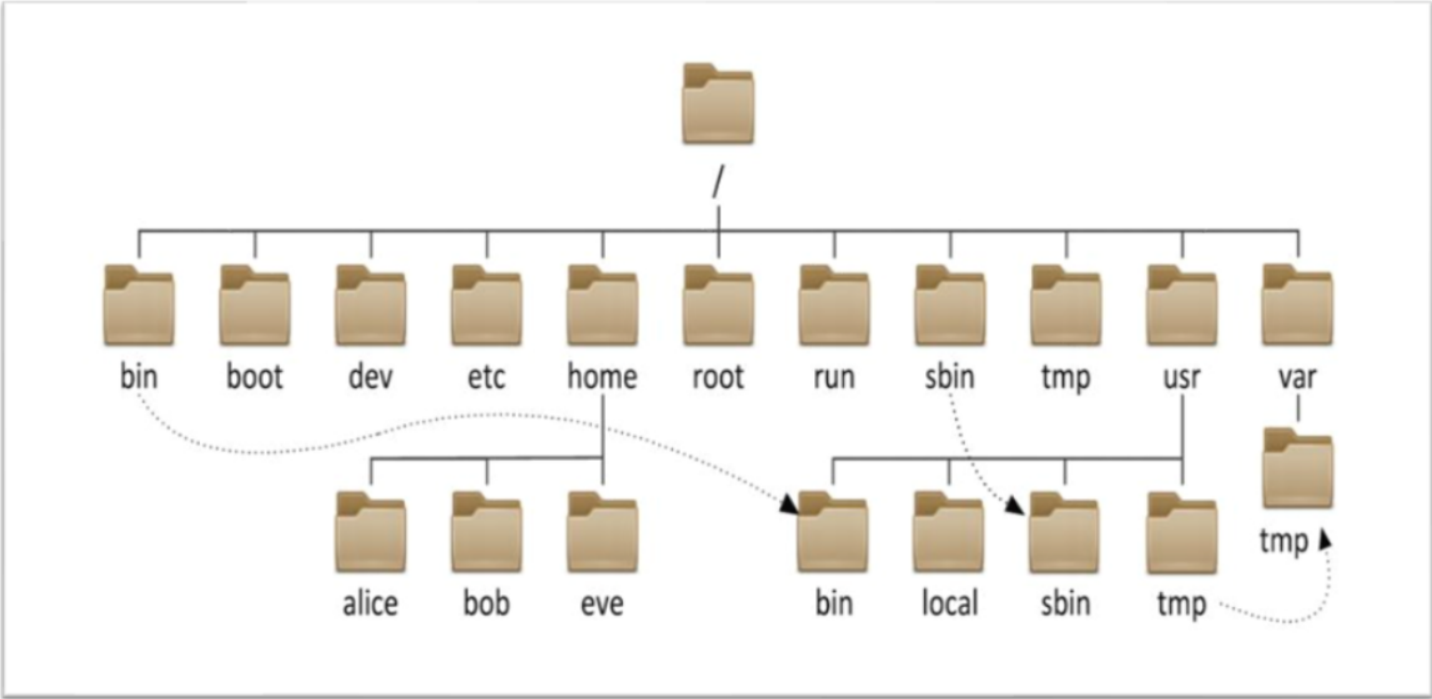 /
bin boot dev etc home root run sbin tmp usr var
tmp
alice bob eve bin local sbin tmp